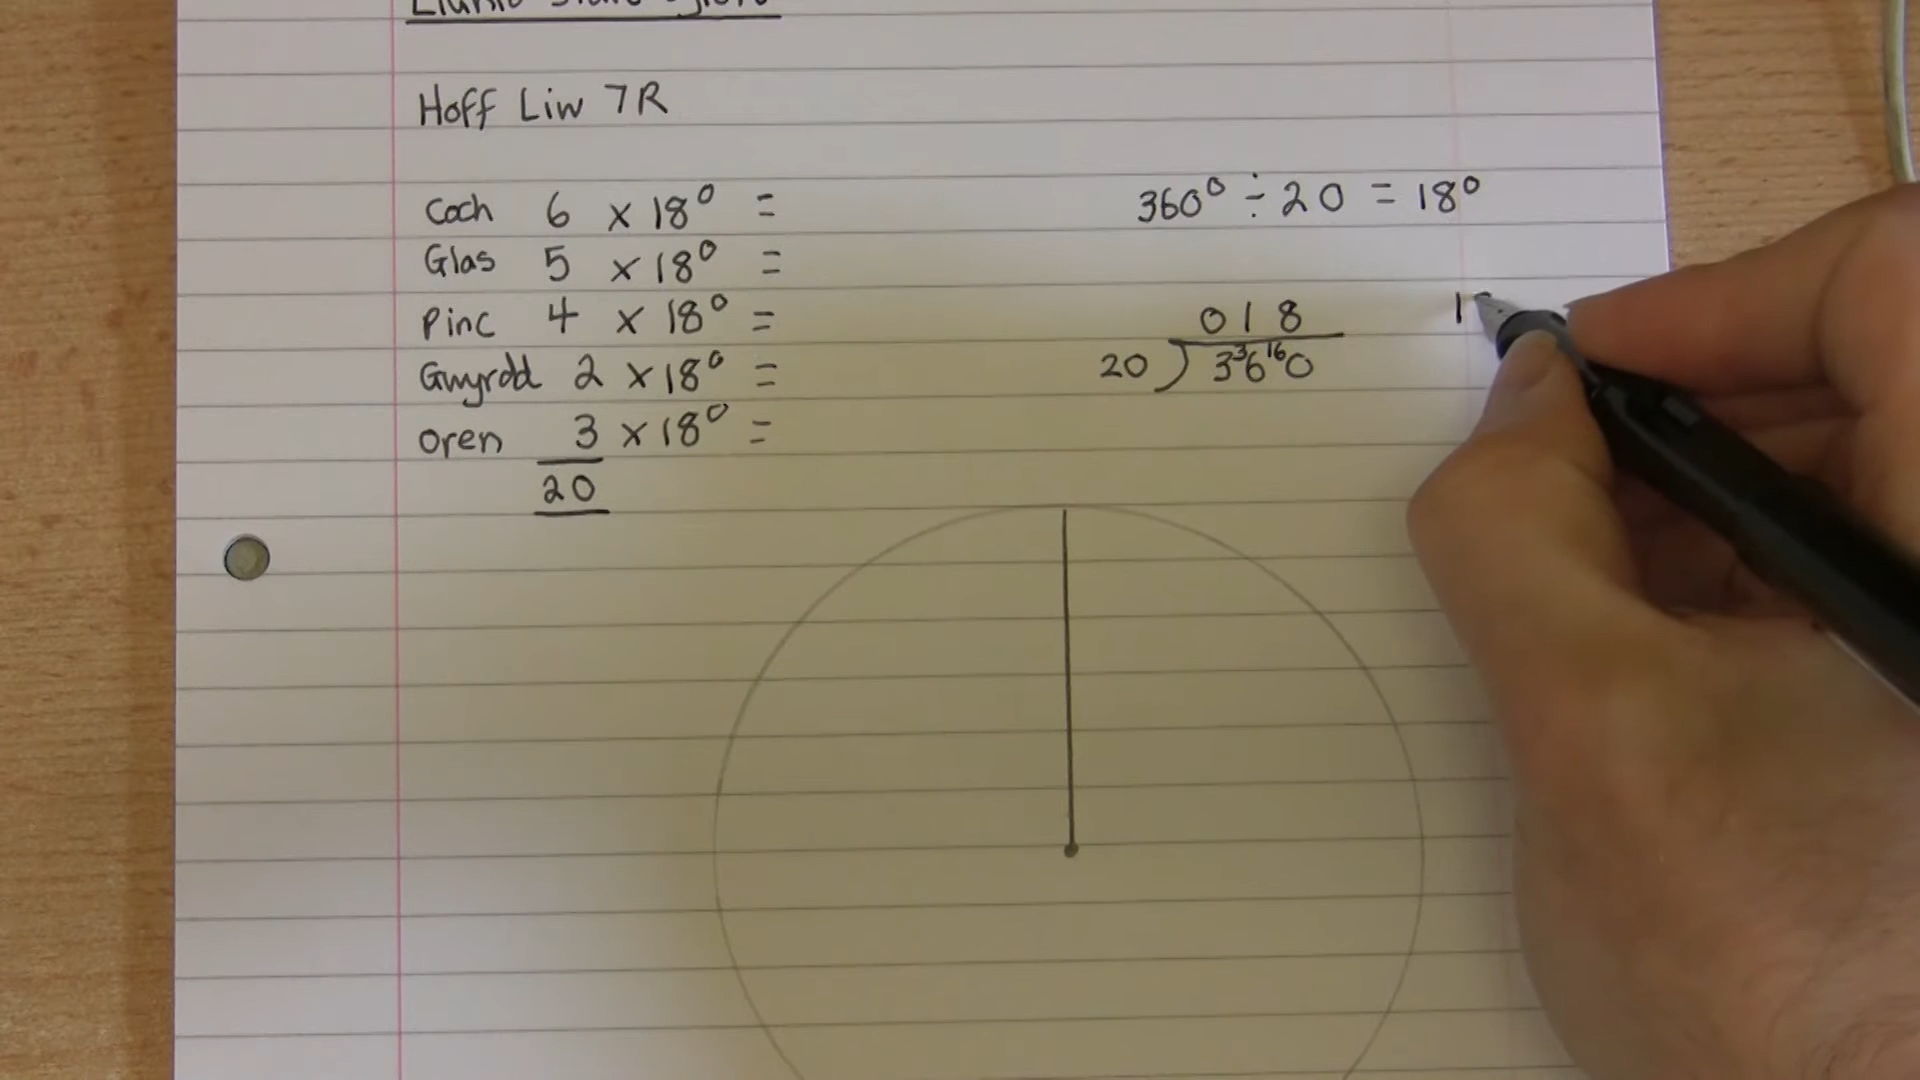 Hoff Liw 7R
Coch 6 x 18° =
Glas 5 x 18° =
Pinc 4 x 18° =
Gwyrdd 2 x 18° =
Oren 3 x 18° =
20
360° ÷ 20 = 18°
018
20 ) 3³6¹⁶0
1